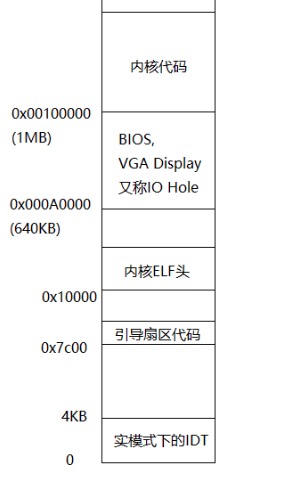 内核代码
0x00100000
(1MB)
BIOS,
VGA Display
又称IO Hole
0x000A0000
(640KB)
内核ELF头
0x10000
引导扇区代码
0x7c00
4KB
实模式下的IDT
0